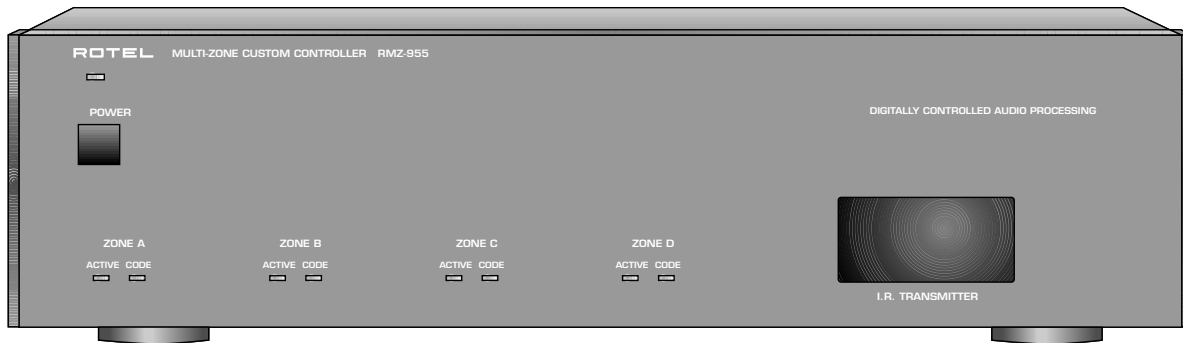 ROTEL MULTI-ZONE CUSTOM CONTROLLER RMZ-955
POWER
DIGITALLY CONTROLLED AUDIO PROCESSING
ZONE A ZONE B ZONE C ZONE D
ACTIVE CODE ACTIVE CODE ACTIVE CODE ACTIVE CODE
I.R. TRANSMITTER